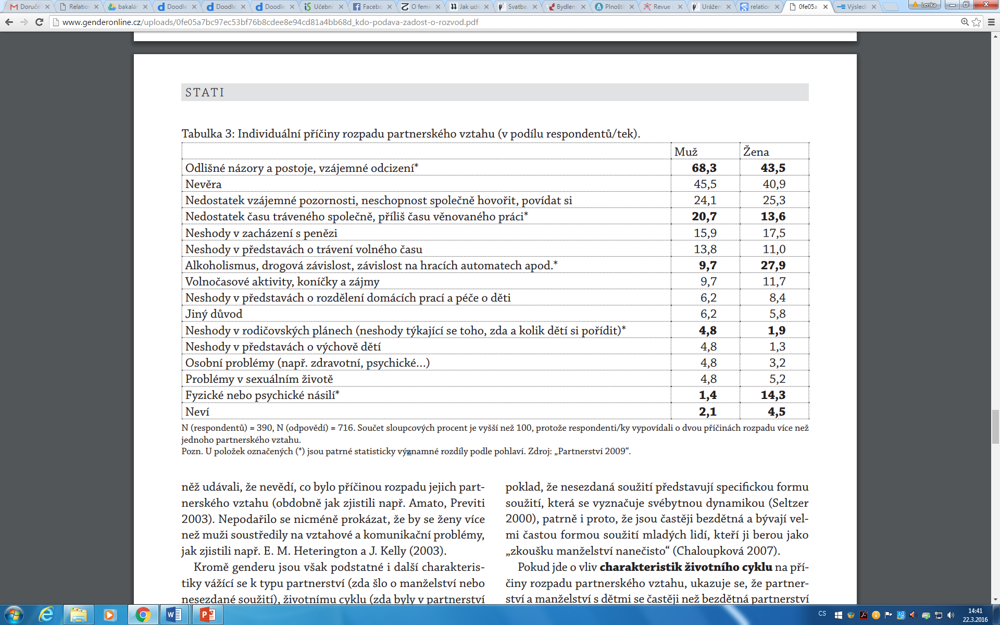 Doruče
Relatio
bakalář
Doodle
Doodle
Doodle
Učební
Facebo
O femi
Jak udě
Svatba,
Bydlen
Plnošti
Revue
Urážen
relation
0fe05a
Výsled
Lenka
www.genderonline.cz/uploads/0fe05a7bc97ec53bf76b8cdee8e94cd81a4bb68d_kdo-podava-zadost-o-rozvod.pdf
STATI
Tabulka 3: Individuální příčiny rozpadu partnerského vztahu (v podílu respondentů/tek).
Muž Žena
Odlišné názory a postoje, vzájemné odcizení* 68,3 43,5
Nevěra 45,5 40,9
Nedostatek vzájemné pozornosti, neschopnost společně hovořit, povídat si 24,1 25,3
Nedostatek času tráveného společně, příliš času věnovaného práci* 20,7 13,6
Neshody v zacházení s penězi 15,9 17,5
Neshody v představách o trávení volného času 13,8 11,0
Alkoholismus, drogová závislost, závislost na hracích automatech apod.* 9,7 27,9
Volnočasové aktivity, koníčky a zájmy 9,7 11,7
Neshody v představách o rozdělení domácích prací a péče o děti 6,2 8,4
Jiný důvod 6,2 5,8
Neshody v rodičovských plánech (neshody týkající se toho, zda a kolik dětí si pořídit)* 4,8 1,9
Neshody v představách o výchově dětí 4,8 1,3
Osobní problémy (např. zdravotní, psychické...) 4,8 3,2
Problémy v sexuálním životě 4,8 5,2
Fyzické nebo psychické násilí* 1,4 14,3
Neví 2,1 4,5
N (respondentů) = 390, N (odpovědí) = 716. Součet sloupcových procent je vyšší než 100, protože respondenti/ky vypovídali o dvou příčinách rozpadu více než
jednoho partnerského vztahu.
Pozn. U položek označených (*) jsou patrné statisticky významné rozdíly podle pohlaví. Zdroj: „Partnerství 2009“.
něž udávali, že nevědí, co bylo příčinou rozpadu jejich part-
nerského vztahu (obdobně jak zjistili např. Amato, Previti
2003). Nepodařilo se nicméně prokázat, že by se ženy více
než muži soustředily na vztahové a komunikační problémy,
jak zjistili např. E. M. Heterington a J. Kelly (2003).
Kromě genderu jsou však podstatné i další charakteris-
tiky vážící se k typu partnerství (zda šlo o manželství nebo
nesezdané soužití), životnímu cyklu (zda byly v partnerství
poklad, že nesezdaná soužití představují specifickou formu
soužití, která se vyznačuje svébytnou dynamikou (Seltzer
2000), patrně i proto, že jsou častěji bezdětná a bývají vel-
mi častou formou soužití mladých lidí, kteří ji berou jako
„zkoušku manželství nanečisto“ (Chaloupková 2007).
Pokud jde o vliv charakteristik životního cyklu na pří-
činy rozpadu partnerského vztahu, ukazuje se, že partner-
ství a manželství s dětmi se častěji než bezdětná partnerství
CS
14:41
22.3.2016